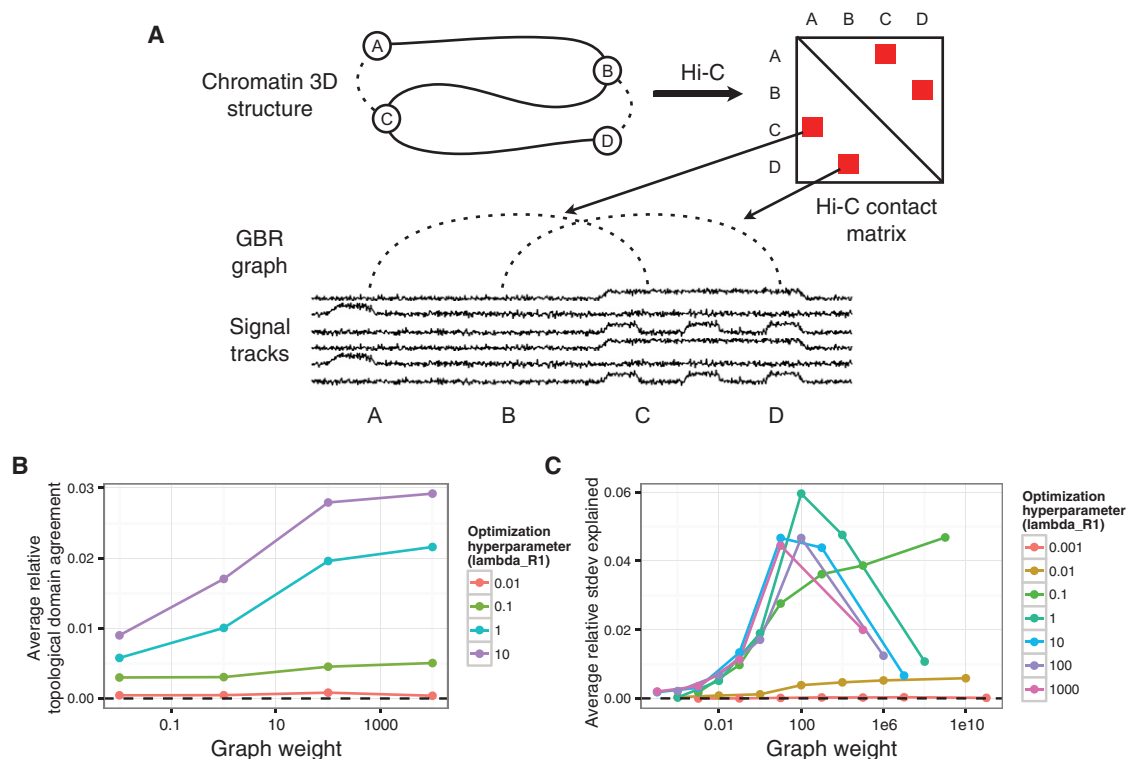 A
Chromatin 3D
structure
A
B
C
D
Hi-C
A B C D
A
B
C
D
Hi-C contact
matrix
GBR
graph
Signal
tracks
A B C D
B
Average relative
topological domain agreement
0.03
0.02
0.01
0.00
0.1 10 1000
Graph weight
Optimization
hyperparameter
(lambda_R1)
0.01
0.1
1
10
C
Average relative stdev explained
0.06
0.04
0.02
0.00
0.01 100 1e6 1e10
Graph weight
Optimization
hyperparameter
(lambda_R1)
0.001
0.01
0.1
1
10
100
1000